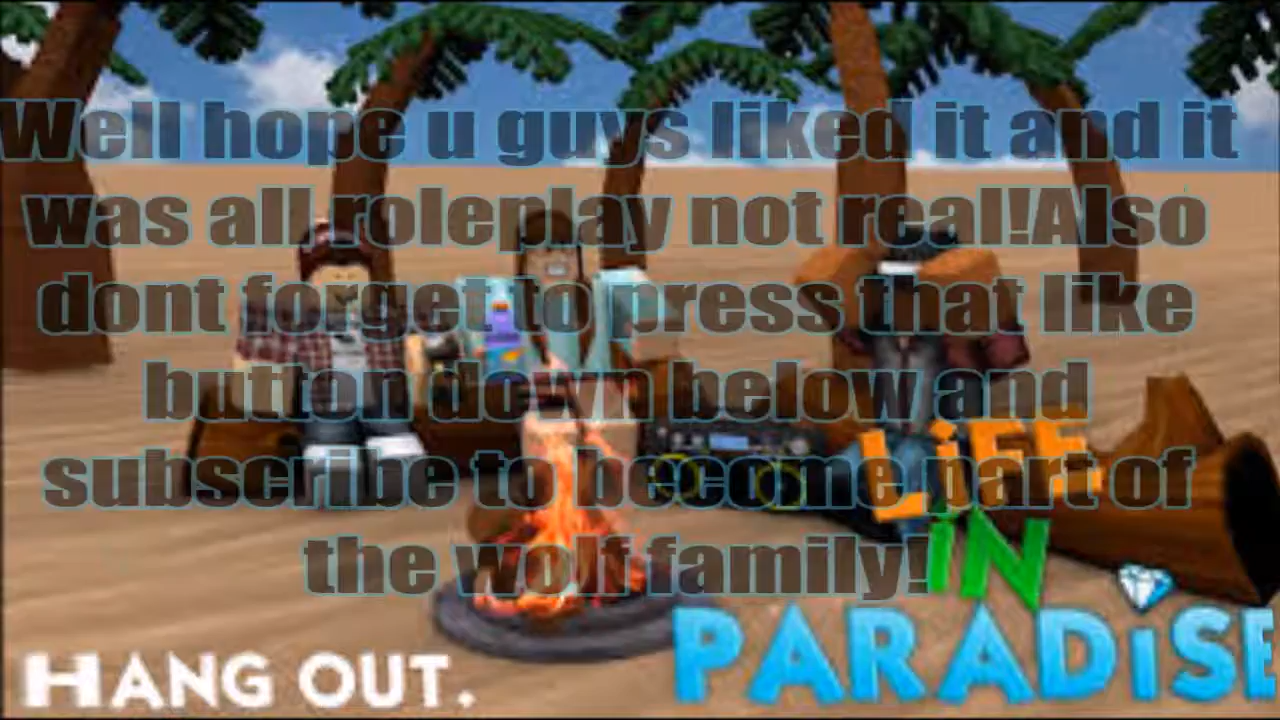 Well hope u guys liked it and it
was all roleplay not real!Also
dont forget to press that like
button down below and
subscribe to become part of
the wolf family!
LiFE
iN
PARADiSE
HANG OUT.